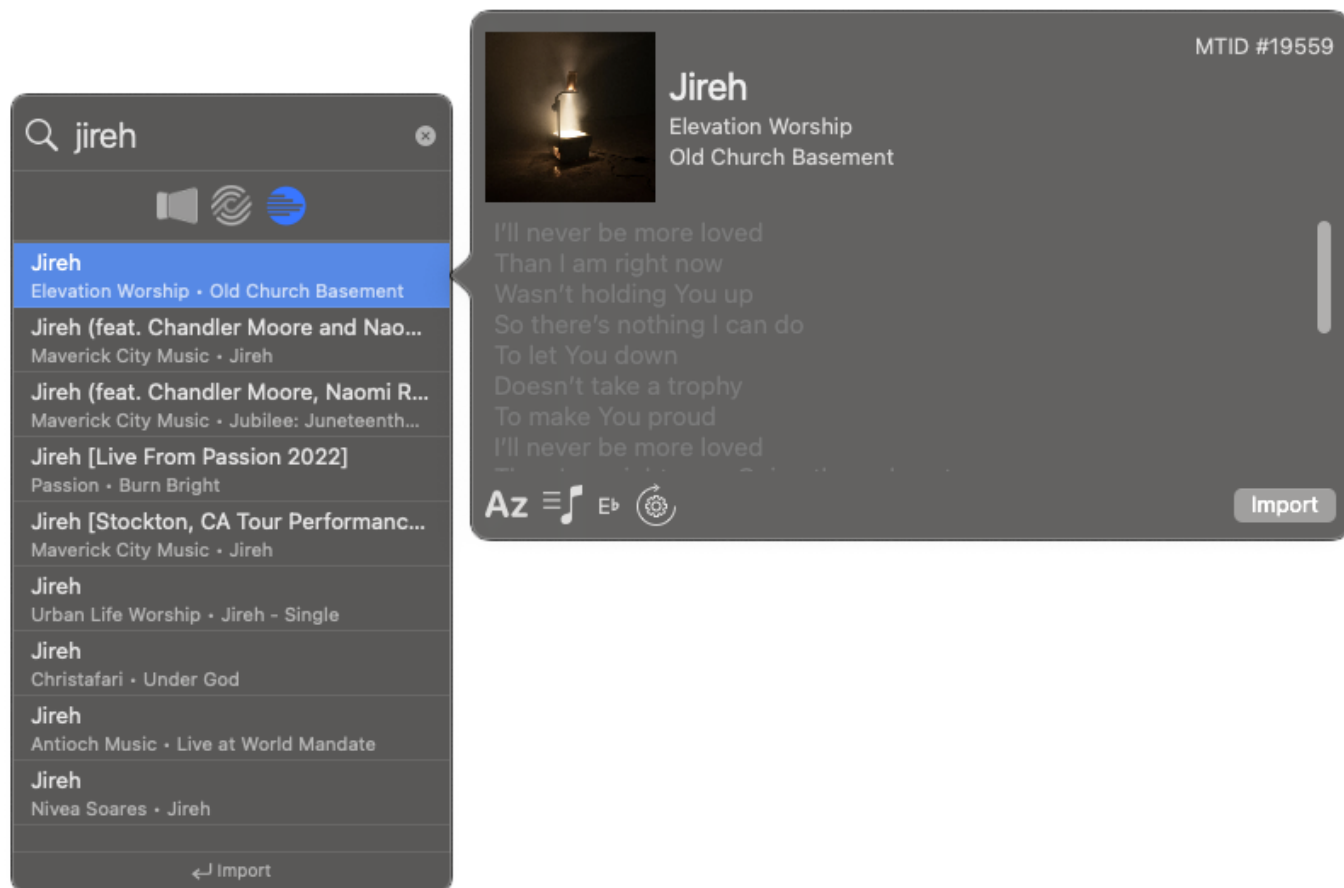 jireh
Jireh
Elevation Worship • Old Church Basement
Jireh (feat. Chandler Moore and Nao...
Maverick City Music • Jireh
Jireh (feat. Chandler Moore, Naomi R...
Maverick City Music • Jubilee: Juneteenth...
Jireh [Live From Passion 2022]
Passion • Burn Bright
Jireh [Stockton, CA Tour Performanc...
Maverick City Music • Jireh
Jireh
Urban Life Worship • Jireh - Single
Jireh
Christafari • Under God
Jireh
Antioch Music • Live at World Mandate
Jireh
Nivea Soares • Jireh
Import
MTID #19559
Jireh
Elevation Worship
Old Church Basement
I'll never be more loved
Than I am right now
Wasn't holding You up
So there's nothing I can do
To let You down
Doesn't take a trophy
To make You proud
I'll never be more loved
Az E♭
Import